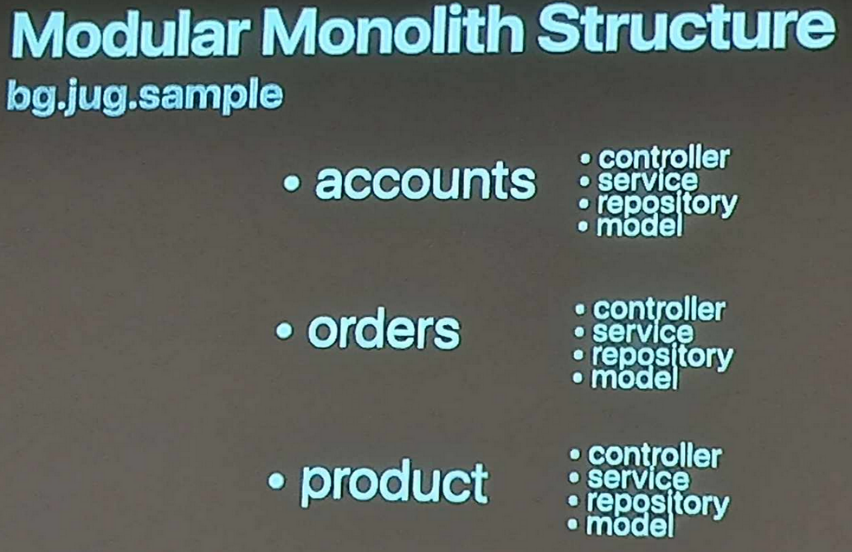 Modular Monolith Structure
bg.jug.sample
• accounts
• controller
• service
• repository
• model
• orders
• controller
• service
• repository
• model
• product
• controller
• service
• repository
• model